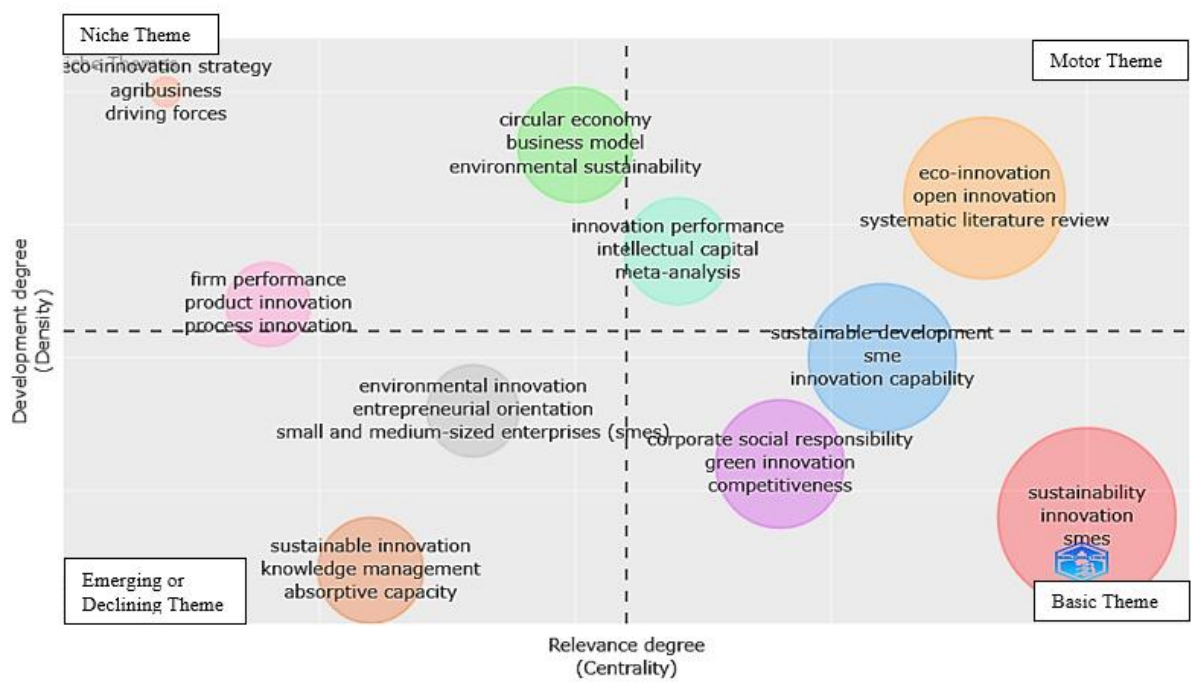 Niche Theme
Motor Theme
Niche Themes
eco-innovation strategy
agribusiness
driving forces
circular economy
business model
environmental sustainability
eco-innovation
open innovation
systematic literature review
innovation performance
intellectual capital
meta-analysis
firm performance
product innovation
process innovation
sustainable development
sme
innovation capability
environmental innovation
entrepreneurial orientation
small and medium-sized enterprises (smes)
corporate social responsibility
green innovation
competitiveness
sustainability
innovation
smes
sustainable innovation
knowledge management
absorptive capacity
Emerging or
Declining Theme
Basic Theme
Development degree
(Density)
Relevance degree
(Centrality)